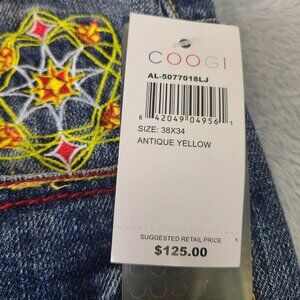 COOGI
AL-5077018LJ
8 42049 04956 1
SIZE: 38X34
ANTIQUE YELLOW
SUGGESTED RETAIL PRICE
$125.00